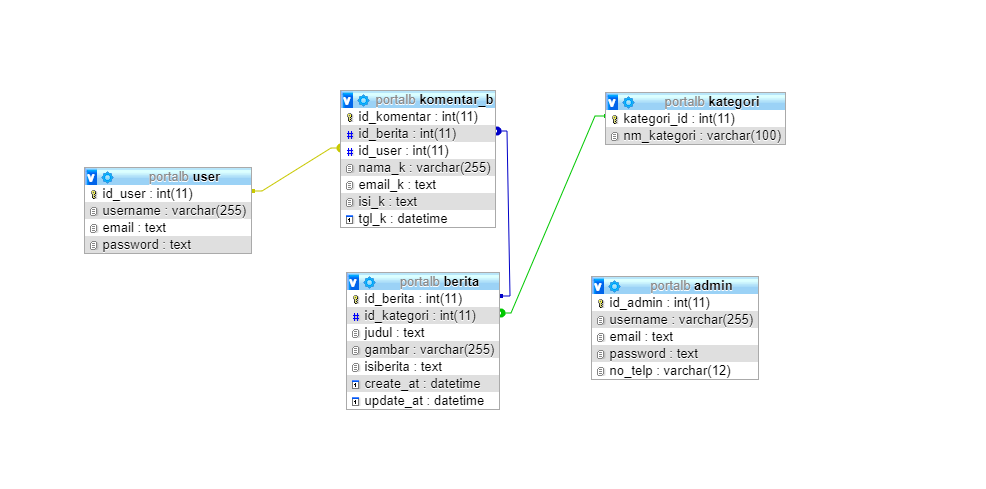 portalb komentar_b
id_komentar : int(11)
id_berita : int(11)
id_user : int(11)
nama_k : varchar(255)
email_k : text
isi_k : text
tgl_k : datetime
portalb kategori
kategori_id : int(11)
nm_kategori : varchar(100)
portalb user
id_user : int(11)
username : varchar(255)
email : text
password : text
portalb berita
id_berita : int(11)
id_kategori : int(11)
judul : text
gambar : varchar(255)
isiberita : text
create_at : datetime
update_at : datetime
portalb admin
id_admin : int(11)
username : varchar(255)
email : text
password : text
no_telp : varchar(12)